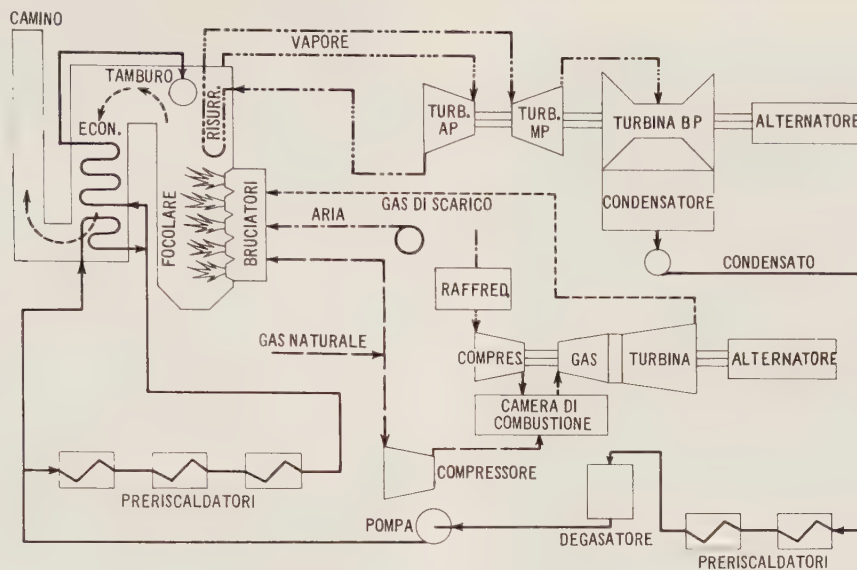 CAMINO
VAPORE
TAMBURO
RISURR.
ECON.
TURB.
AP
TURB.
MP
TURBINA BP
ALTERNATORE
CONDENSATORE
GAS DI SCARICO
FOCOLARE
BRUCIATORI
ARIA
CONDENSATO
RAFFRED.
GAS NATURALE
COMPRES
GAS
TURBINA
ALTERNATORE
CAMERA DI
COMBUSTIONE
COMPRESSORE
PRERISCALDATORI
POMPA
DEGASATORE
PRERISCALDATORI